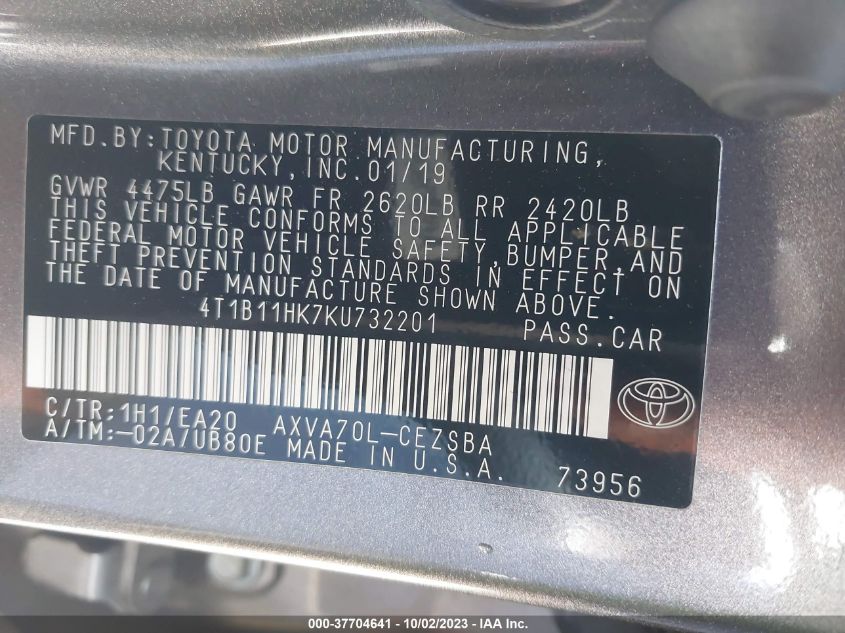 MFD.BY:TOYOTA MOTOR MANUFACTURING,
KENTUCKY,INC.01/19
GVWR 4475LB GAWR FR 2620LB RR 2420LB
THIS VEHICLE CONFORMS TO ALL APPLICABLE
FEDERAL MOTOR VEHICLE SAFETY,BUMPER,AND
THEFT PREVENTION STANDARDS IN EFFECT ON
THE DATE OF MANUFACTURE SHOWN ABOVE.
4T1B11HK7KU732201 PASS.CAR
C/TR:1H1/EA20 AXVA70L-CEZSBA
A/TM:-02A/UB80E MADE IN U.S.A. 73956
000-37704641 - 10/02/2023 - IAAI.COM